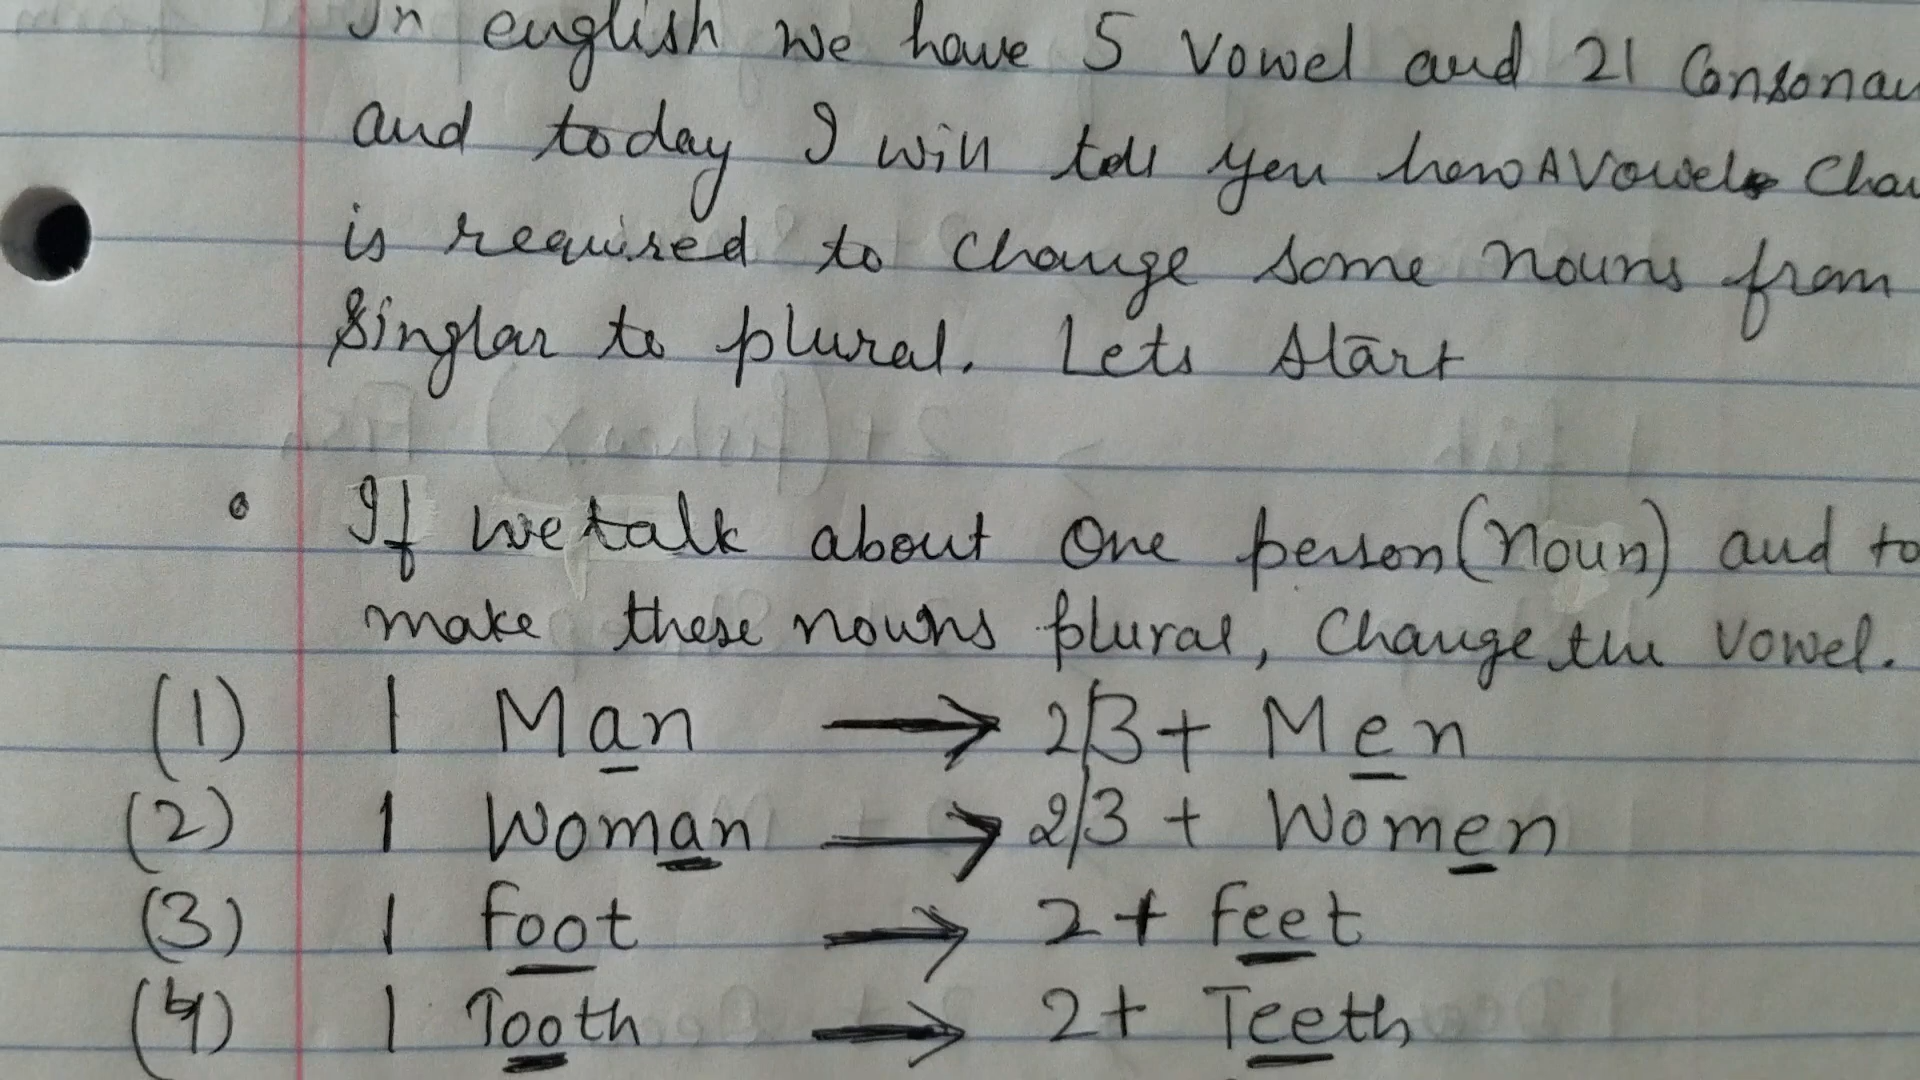 In english we have 5 Vowel and 21 Consonan
and today I will tell you how A Vowel Chan
is required to change some nouns from
Singlar to plural. Lets start
• If we talk about One person (Noun) and to
make these nouns plural, Change the Vowel.
(1) 1 Man → 2/3+ Men
(2) 1 Woman → 2/3 + Women
(3) 1 foot → 2 + feet
(4) 1 Tooth → 2+ Teeth